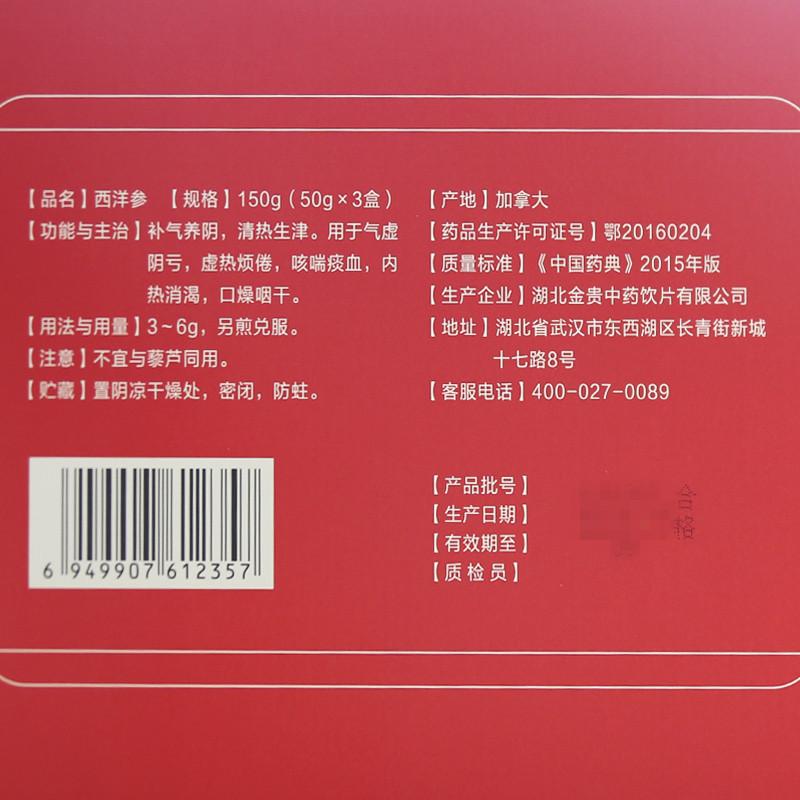 【品名】西洋参 【规格】150g（50g×3盒）
【功能与主治】补气养阴，清热生津。用于气虚
阴亏，虚热烦倦，咳喘痰血，内
热消渴，口燥咽干。
【用法与用量】3~6g，另煎兑服。
【注意】不宜与藜芦同用。
【贮藏】置阴凉干燥处，密闭，防蛀。
【产地】加拿大
【药品生产许可证号】鄂20160204
【质量标准】《中国药典》2015年版
【生产企业】湖北金贵中药饮片有限公司
【地址】湖北省武汉市东西湖区长青街新城
十七路8号
【客服电话】400-027-0089
6 949907 612357
【产品批号】
【生产日期】
【有效期至】
【质检员】
合格